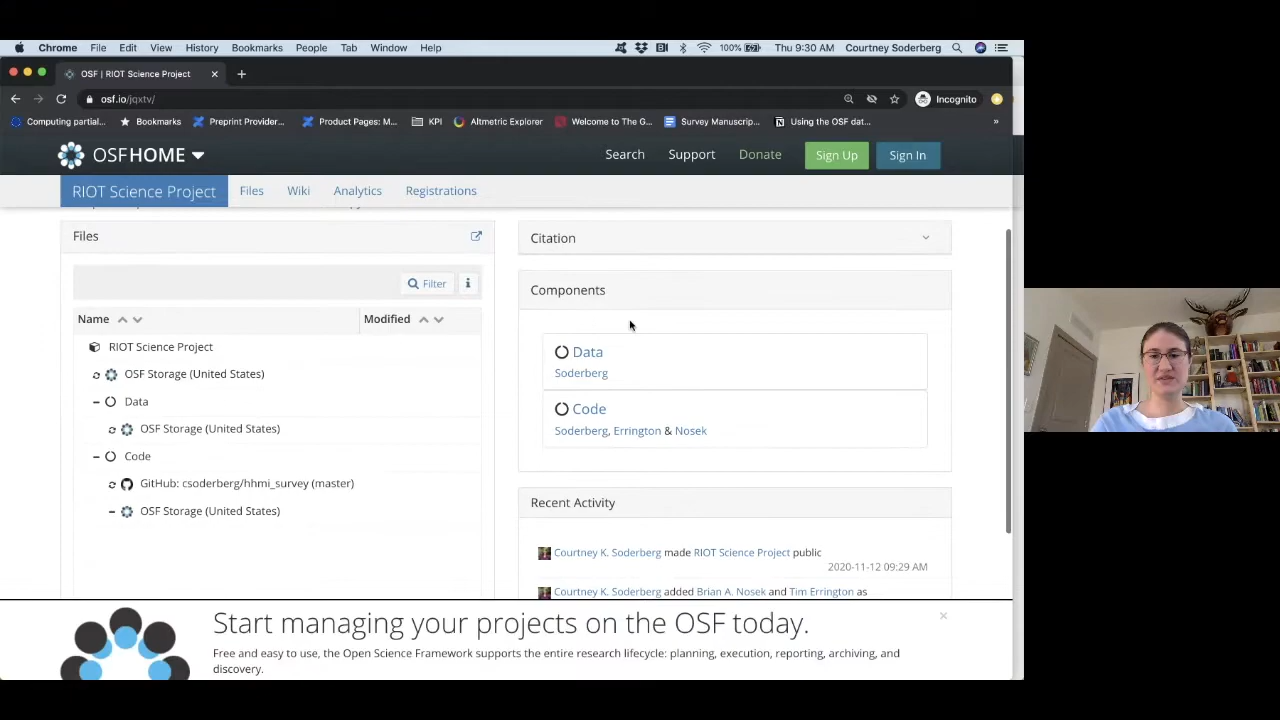 Chrome File Edit View History Bookmarks People Tab Window Help 100% Thu 9:30 AM Courtney Soderberg
OSF | RIOT Science Project
osf.io/jqxtv/ Incognito
Computing partial... Bookmarks Preprint Provider... Product Pages: M... KPI Altmetric Explorer Welcome to The G... Survey Manuscrip... Using the OSF dat... »
OSFHOME Search Support Donate Sign Up Sign In
RIOT Science Project Files Wiki Analytics Registrations
Files
Filter
Name Modified
RIOT Science Project
OSF Storage (United States)
Data
OSF Storage (United States)
Code
GitHub: csoderberg/hhmi_survey (master)
OSF Storage (United States)
Citation
Components
Data
Soderberg
Code
Soderberg, Errington & Nosek
Recent Activity
Courtney K. Soderberg made RIOT Science Project public
2020-11-12 09:29 AM
Courtney K. Soderberg added Brian A. Nosek and Tim Errington as
Start managing your projects on the OSF today.
Free and easy to use, the Open Science Framework supports the entire research lifecycle: planning, execution, reporting, archiving, and
discovery.